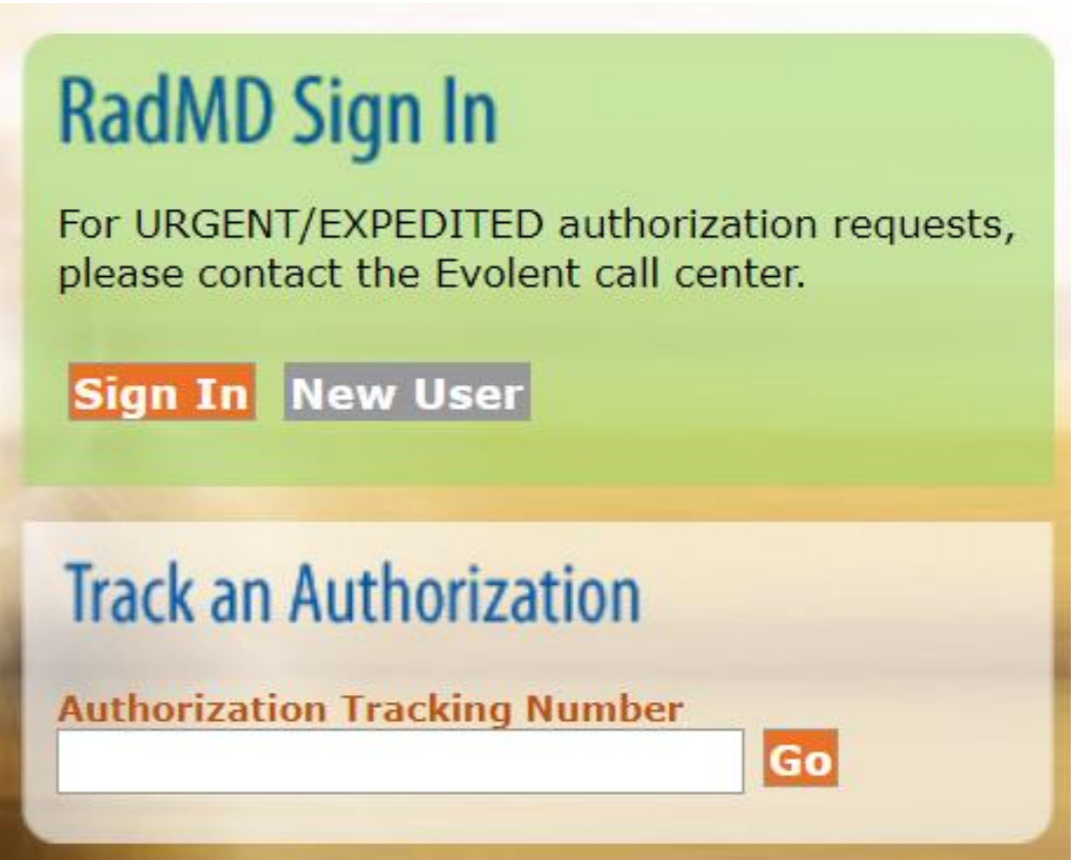 RadMD Sign In
For URGENT/EXPEDITED authorization requests,
please contact the Evolent call center.
Sign In New User
Track an Authorization
Authorization Tracking Number
Go